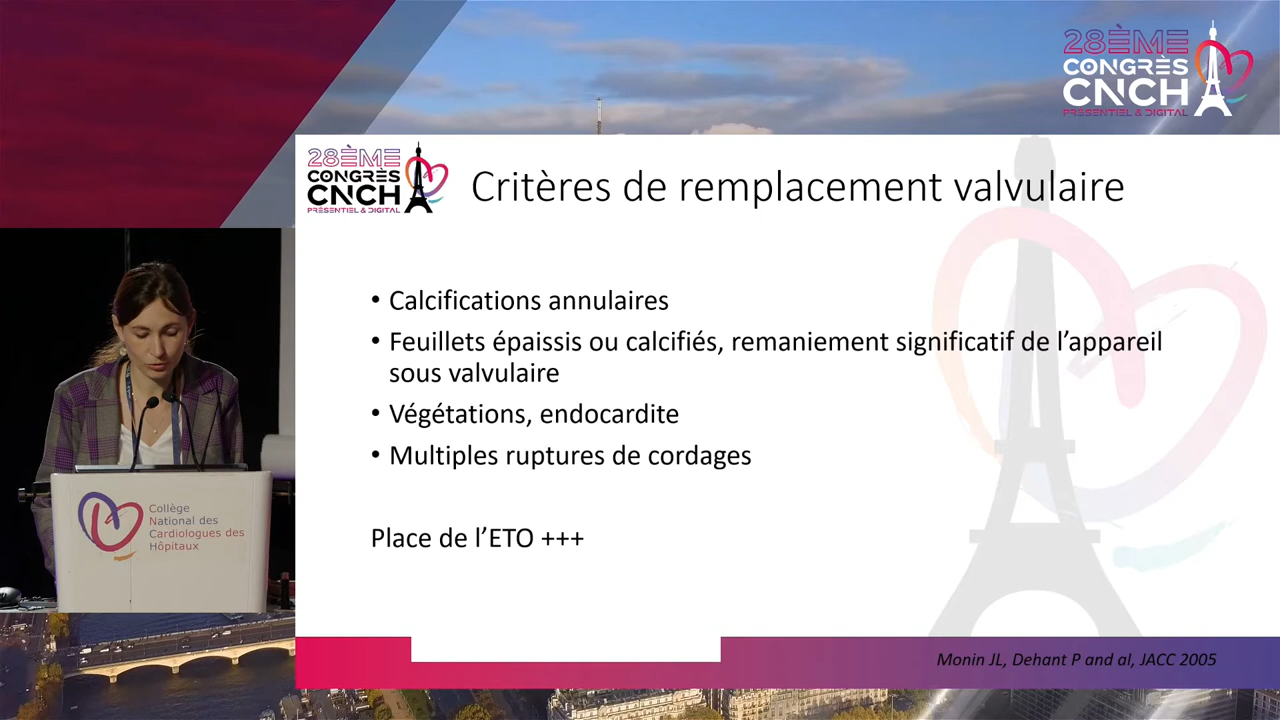 28ÈME
CONGRÈS
CNCH
PRÉSENTIEL & DIGITAL
28ÈME
CONGRÈS
CNCH
PRÉSENTIEL & DIGITAL
Critères de remplacement valvulaire
• Calcifications annulaires
• Feuillets épaissis ou calcifiés, remaniement significatif de l’appareil
sous valvulaire
• Végétations, endocardite
• Multiples ruptures de cordages
Place de l’ETO +++
Collège
National des
Cardiologues des
Hôpitaux
Monin JL, Dehant P and al, JACC 2005